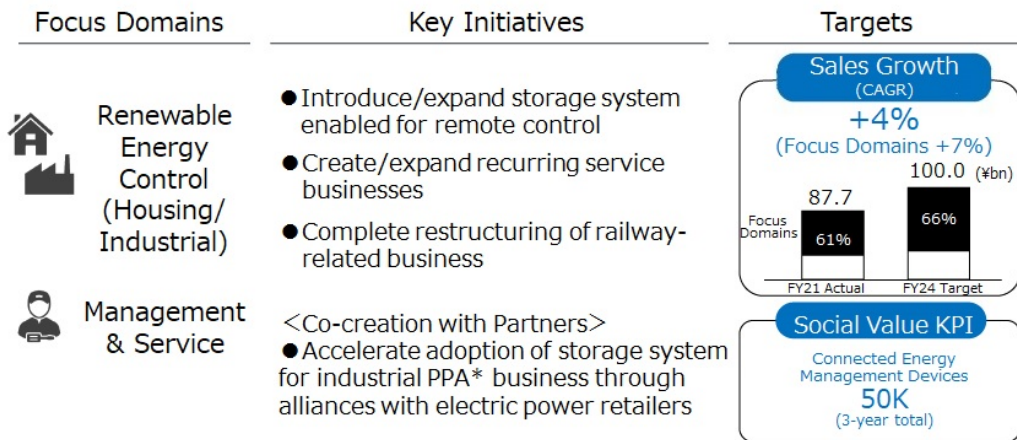 Focus Domains
Key Initiatives
Targets
Renewable
Energy
Control
(Housing/
Industrial)
Management
& Service
●Introduce/expand storage system
enabled for remote control
●Create/expand recurring service
businesses
●Complete restructuring of railway-
related business
<Co-creation with Partners>
●Accelerate adoption of storage system
for industrial PPA* business through
alliances with electric power retailers
Sales Growth
(CAGR)
+4%
(Focus Domains +7%)
100.0 (¥bn)
87.7
Focus
Domains
61%
66%
FY21 Actual
FY24 Target
Social Value KPI
Connected Energy
Management Devices
50K
(3-year total)